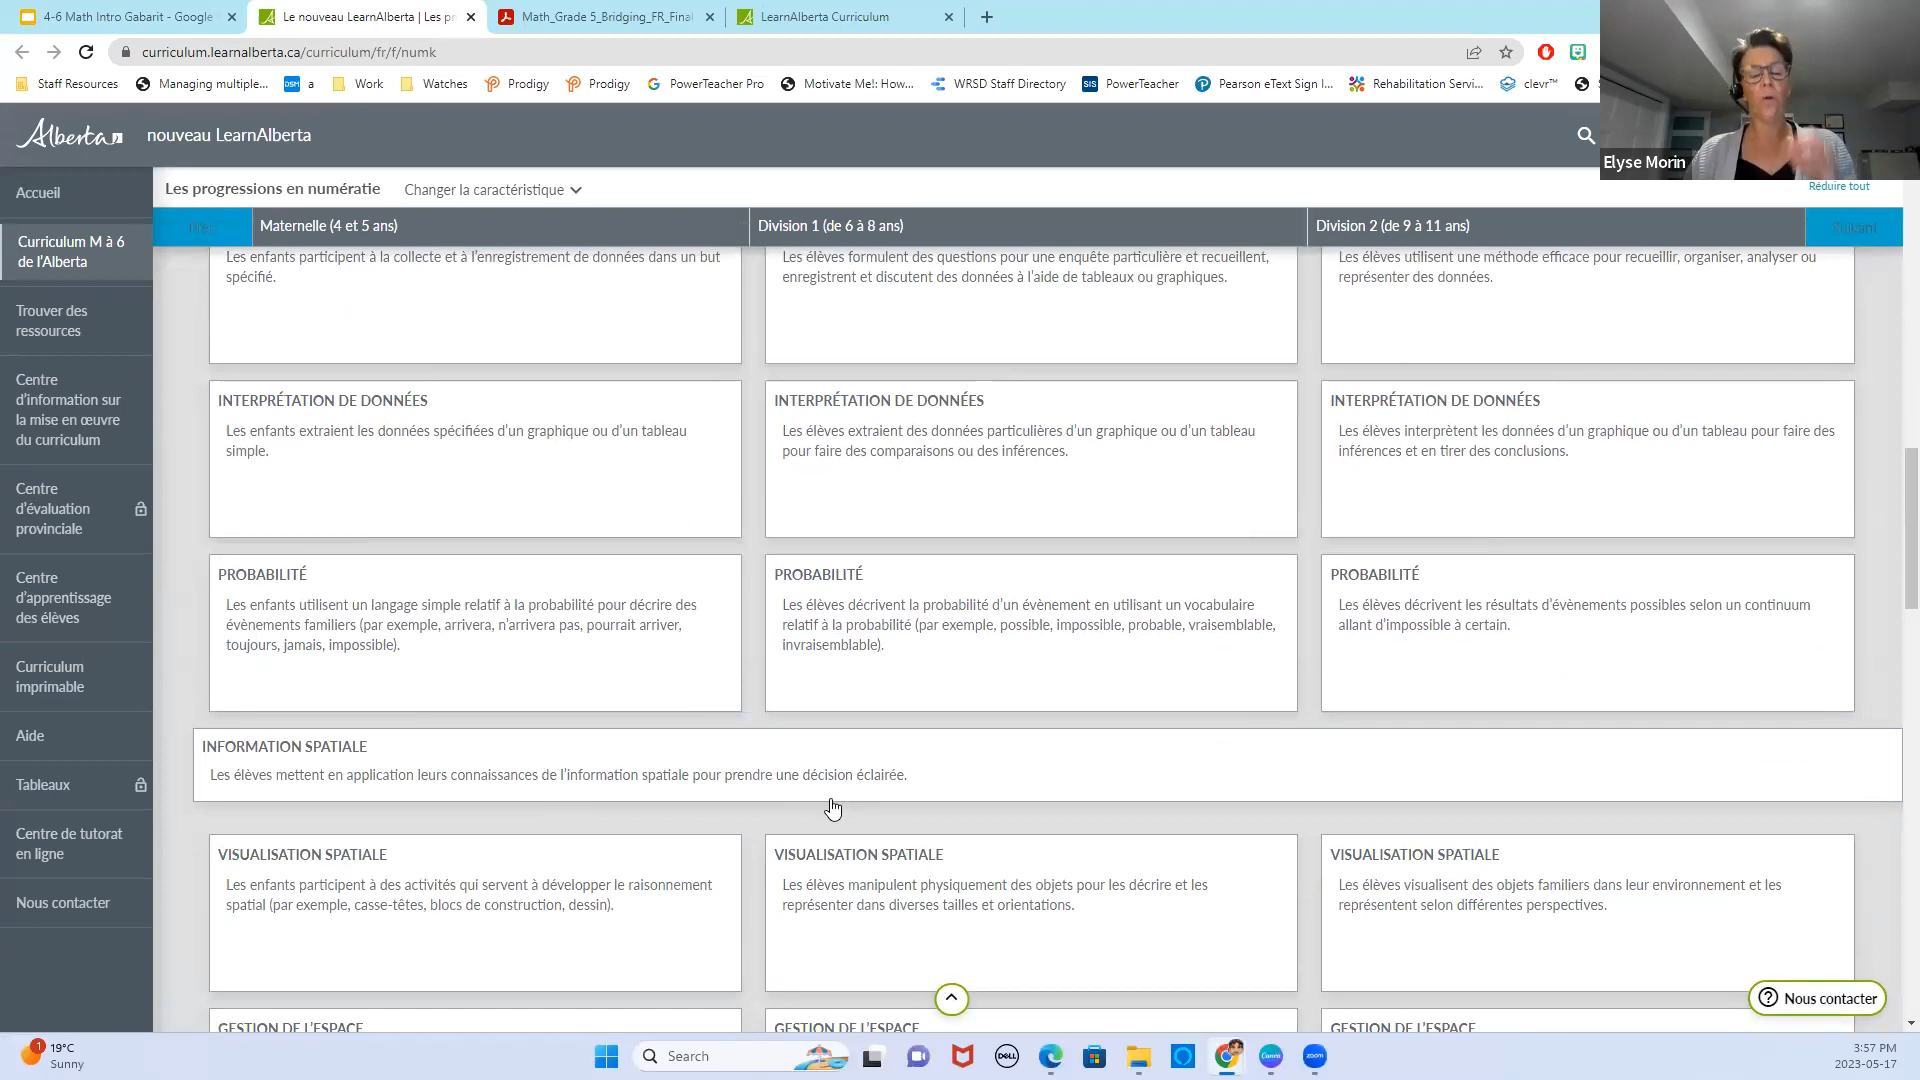 4-6 Math Intro Gabarit - Google
Le nouveau LearnAlberta | Les pr
Math_Grade 5_Bridging_FR_Final
LearnAlberta Curriculum
curriculum.learnalberta.ca/curriculum/fr/f/numk
Staff Resources
Managing multiple...
DSM
a
Work
Watches
Prodigy
Prodigy
PowerTeacher Pro
Motivate Me!: How...
WRSD Staff Directory
SIS
PowerTeacher
Pearson eText Sign I...
Rehabilitation Servi...
clevr™
Alberta
nouveau LearnAlberta
Elyse Morin
Les progressions en numératie
Changer la caractéristique
Réduire tout
Maternelle (4 et 5 ans)
Division 1 (de 6 à 8 ans)
Division 2 (de 9 à 11 ans)
Suivant
Accueil
Curriculum M à 6
de l'Alberta
Trouver des
ressources
Centre
d'information sur
la mise en œuvre
du curriculum
Centre
d'évaluation
provinciale
Centre
d'apprentissage
des élèves
Curriculum
imprimable
Aide
Tableaux
Centre de tutorat
en ligne
Nous contacter
Les enfants participent à la collecte et à l'enregistrement de données dans un but
spécifié.
Les élèves formulent des questions pour une enquête particulière et recueillent,
enregistrent et discutent des données à l'aide de tableaux ou graphiques.
Les élèves utilisent une méthode efficace pour recueillir, organiser, analyser ou
représenter des données.
INTERPRÉTATION DE DONNÉES
Les enfants extraient les données spécifiées d'un graphique ou d'un tableau
simple.
INTERPRÉTATION DE DONNÉES
Les élèves extraient des données particulières d'un graphique ou d'un tableau
pour faire des comparaisons ou des inférences.
INTERPRÉTATION DE DONNÉES
Les élèves interprètent les données d'un graphique ou d'un tableau pour faire des
inférences et en tirer des conclusions.
PROBABILITÉ
Les enfants utilisent un langage simple relatif à la probabilité pour décrire des
évènements familiers (par exemple, arrivera, n'arrivera pas, pourrait arriver,
toujours, jamais, impossible).
PROBABILITÉ
Les élèves décrivent la probabilité d'un évènement en utilisant un vocabulaire
relatif à la probabilité (par exemple, possible, impossible, probable, vraisemblable,
invraisemblable).
PROBABILITÉ
Les élèves décrivent les résultats d'évènements possibles selon un continuum
allant d'impossible à certain.
INFORMATION SPATIALE
Les élèves mettent en application leurs connaissances de l'information spatiale pour prendre une décision éclairée.
VISUALISATION SPATIALE
Les enfants participent à des activités qui servent à développer le raisonnement
spatial (par exemple, casse-têtes, blocs de construction, dessin).
VISUALISATION SPATIALE
Les élèves manipulent physiquement des objets pour les décrire et les
représenter dans diverses tailles et orientations.
VISUALISATION SPATIALE
Les élèves visualisent des objets familiers dans leur environnement et les
représentent selon différentes perspectives.
GESTION DE L'ESPACE
GESTION DE L'ESPACE
GESTION DE L'ESPACE
Nous contacter
1
19°C
Sunny
Search
DELL
Canva
zoom
3:57 PM
2023-05-17